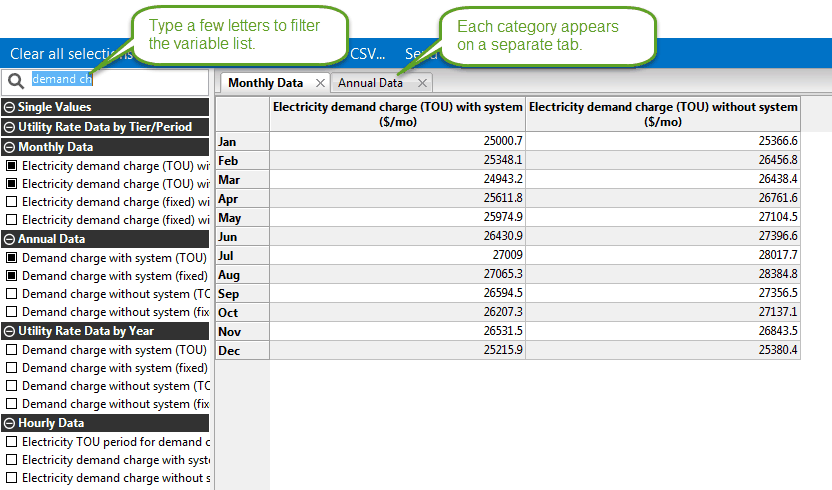 Type a few letters to filter
the variable list.
Each category appears
on a separate tab.
Clear all selections
CSV...
demand ch
Monthly Data
Annual Data
Single Values
Utility Rate Data by Tier/Period
Monthly Data
Electricity demand charge (TOU) wi
Electricity demand charge (TOU) wi
Electricity demand charge (fixed) wi
Electricity demand charge (fixed) wi
Annual Data
Demand charge with system (TOU)
Demand charge with system (fixed)
Demand charge without system (TO
Demand charge without system (fix
Utility Rate Data by Year
Demand charge with system (TOU)
Demand charge with system (fixed)
Demand charge without system (TO
Demand charge without system (fix
Hourly Data
Electricity TOU period for demand c
Electricity demand charge with syste
Electricity demand charge without s
Electricity demand charge (TOU) with system
($/mo)
Electricity demand charge (TOU) without system
($/mo)
Jan 25000.7 25366.6
Feb 25348.1 26456.8
Mar 24943.2 26438.4
Apr 25611.8 26761.6
May 25974.9 27104.5
Jun 26430.9 27396.6
Jul 27009 28017.7
Aug 27065.3 28384.8
Sep 26594.5 27356.5
Oct 26207.3 27137.1
Nov 26531.5 26843.5
Dec 25215.9 25380.4